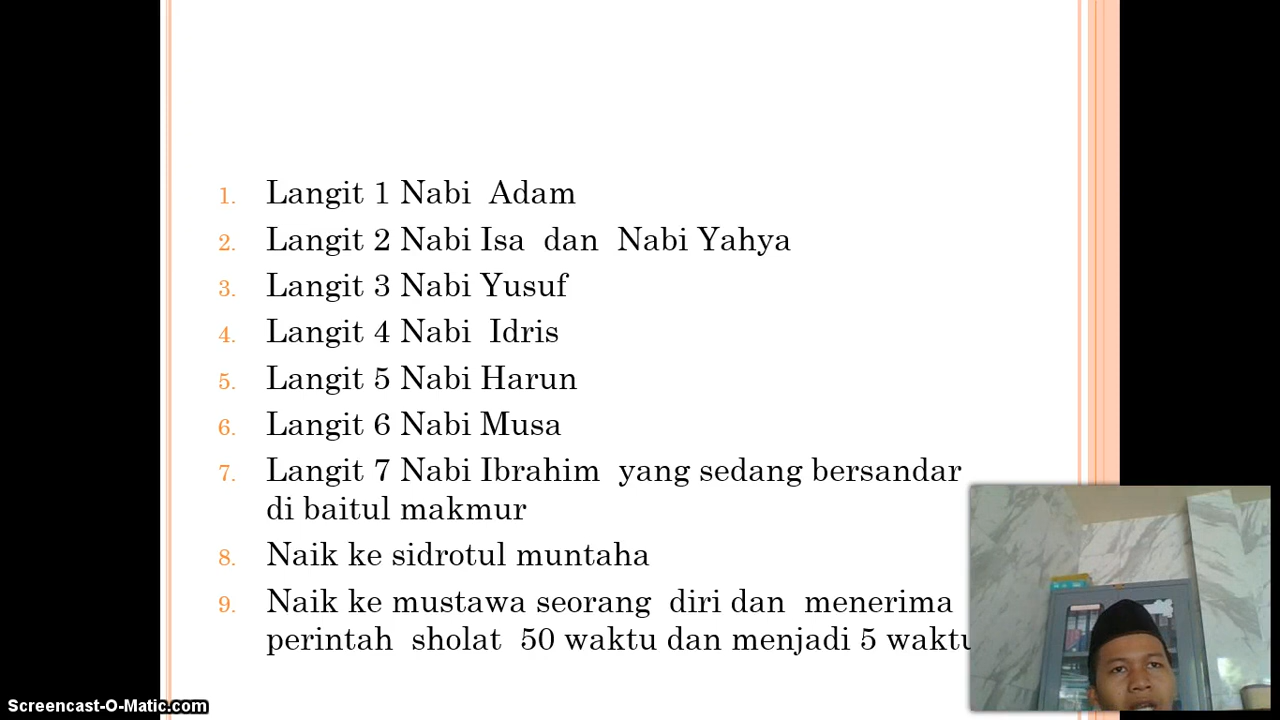 1. Langit 1 Nabi Adam
2. Langit 2 Nabi Isa dan Nabi Yahya
3. Langit 3 Nabi Yusuf
4. Langit 4 Nabi Idris
5. Langit 5 Nabi Harun
6. Langit 6 Nabi Musa
7. Langit 7 Nabi Ibrahim yang sedang bersandar
di baitul makmur
8. Naik ke sidrotul muntaha
9. Naik ke mustawa seorang diri dan menerima
perintah sholat 50 waktu dan menjadi 5 waktu
Screencast-O-Matic.com